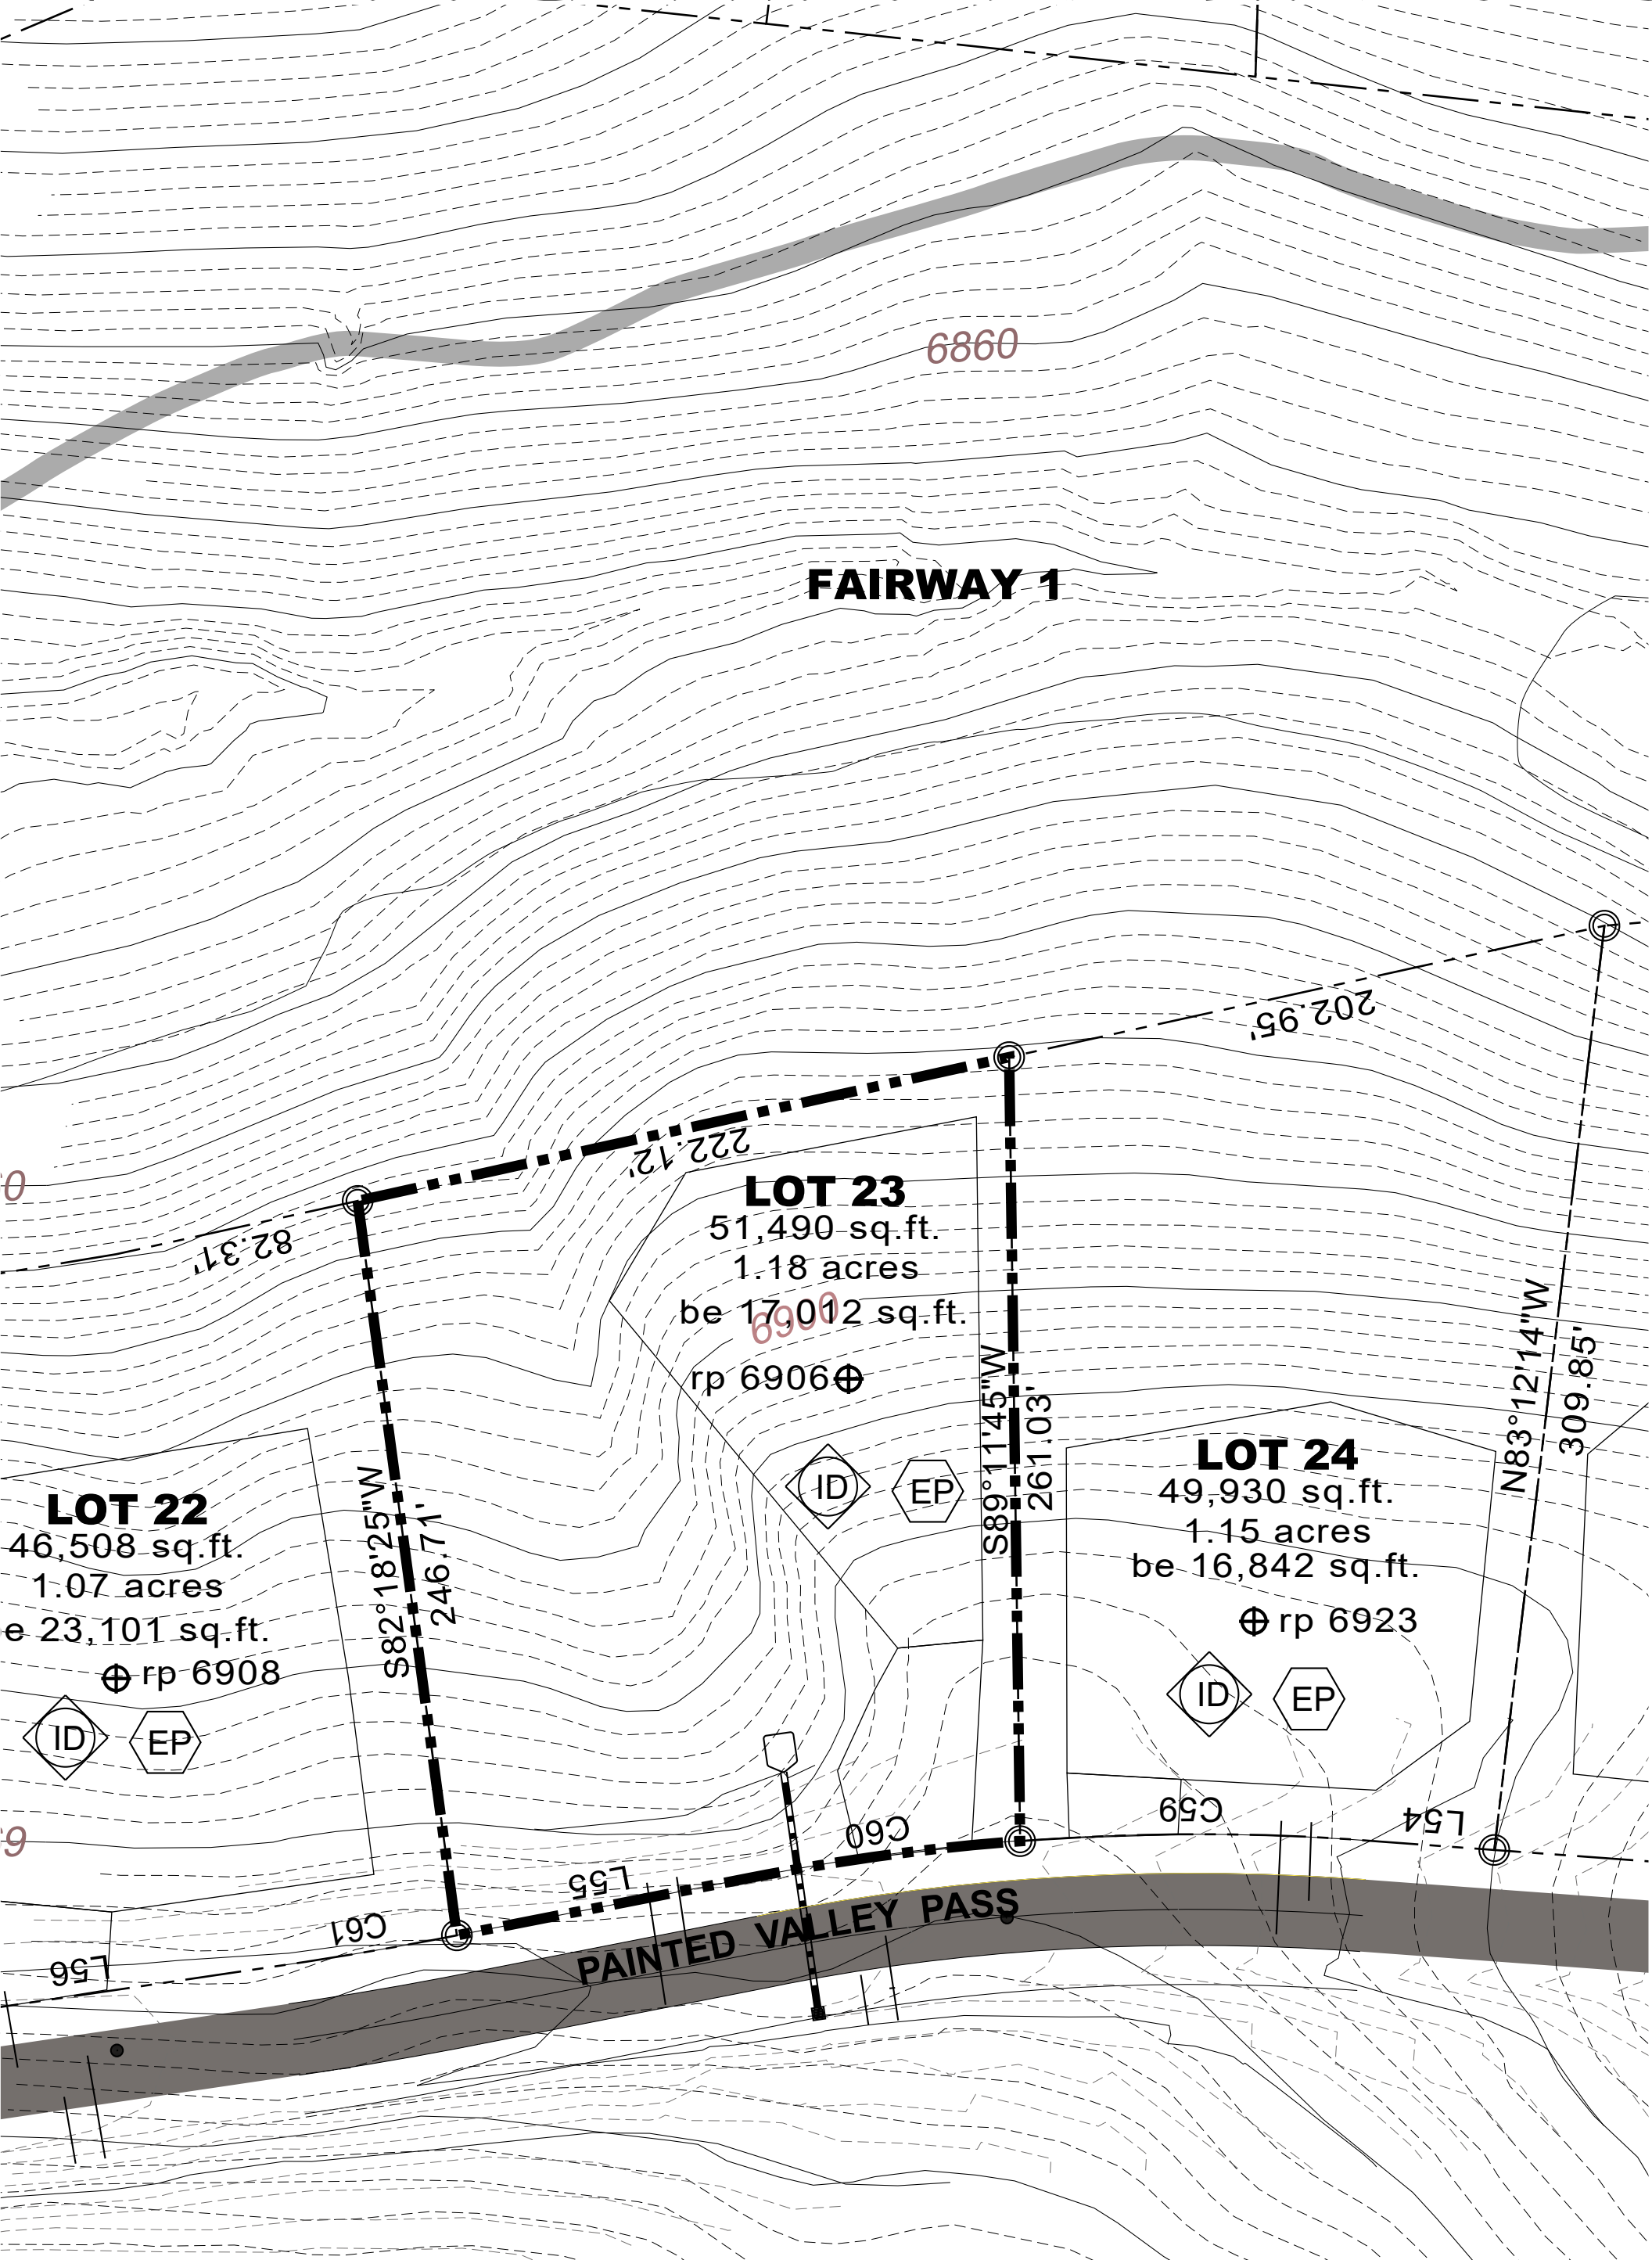 6860
FAIRWAY 1
202.95'
222.12'
82.31'
LOT 23
51,490 sq.ft.
1.18 acres
be 17,012 sq.ft.
6900
rp 6906
ID
EP
S89°11'45"W
261.03'
N83°12'14"W
309.85'
LOT 24
49,930 sq.ft.
1.15 acres
be 16,842 sq.ft.
rp 6923
ID
EP
S82°18'25"W
246.71'
LOT 22
46,508 sq.ft.
1.07 acres
e 23,101 sq.ft.
rp 6908
ID
EP
C59
L54
C60
L55
C61
L56
PAINTED VALLEY PASS